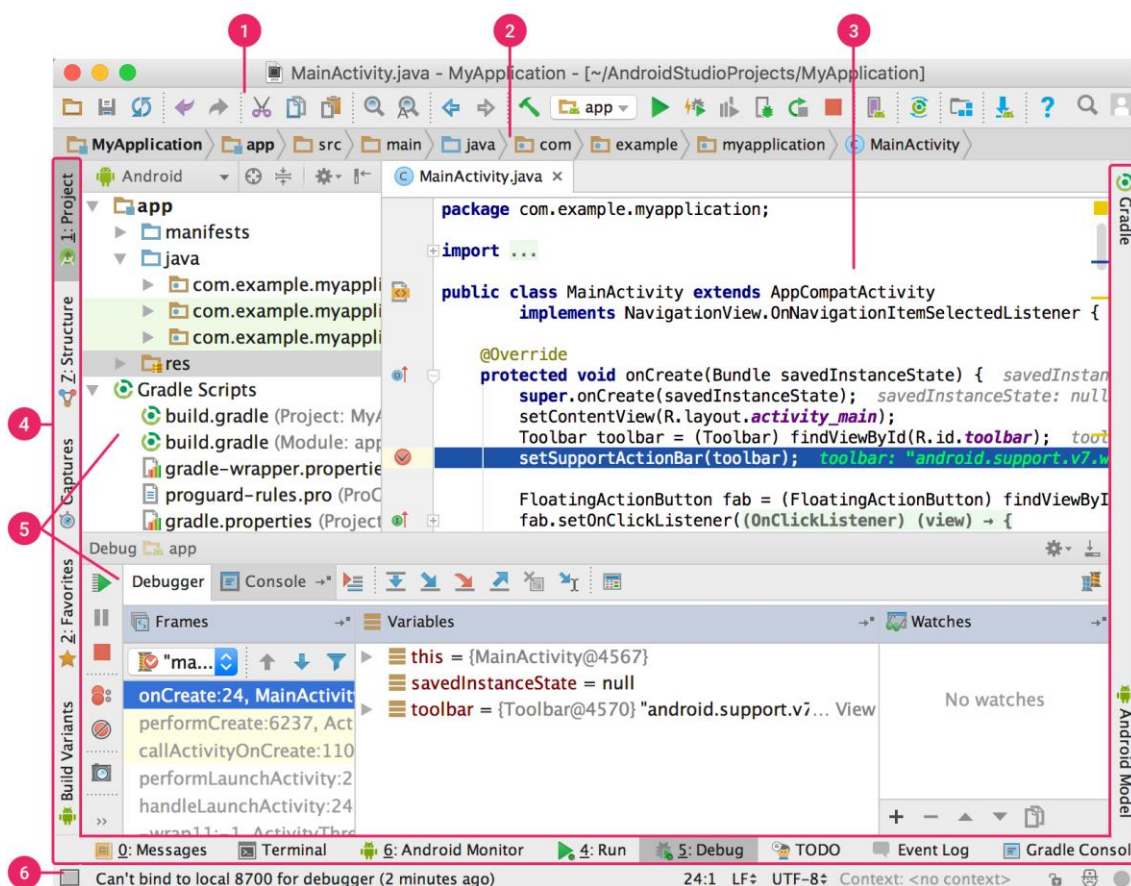 1
2
3
MainActivity.java - MyApplication - [~/AndroidStudioProjects/MyApplication]
app
?
MyApplication
app
src
main
java
com
example
myapplication
MainActivity
1: Project
Z: Structure
Captures
2: Favorites
Build Variants
4
5
Android
app
manifests
java
com.example.myappli
com.example.myappli
com.example.myappli
res
Gradle Scripts
build.gradle (Project: MyA
build.gradle (Module: app
gradle-wrapper.propertie
proguard-rules.pro (ProC
gradle.properties (Project
MainActivity.java ×
package com.example.myapplication;
import ...
public class MainActivity extends AppCompatActivity
implements NavigationView.OnNavigationItemSelectedListener {
@Override
protected void onCreate(Bundle savedInstanceState) { savedInstan
super.onCreate(savedInstanceState); savedInstanceState: null
setContentView(R.layout.activity_main);
Toolbar toolbar = (Toolbar) findViewById(R.id.toolbar); tool
setSupportActionBar(toolbar); toolbar: "android.support.v7.w
FloatingActionButton fab = (FloatingActionButton) findViewByI
fab.setOnClickListener((OnClickListener) (view) → {
Gradle
Android Model
Debug app
Debugger
Console
Frames
Variables
Watches
"ma...
onCreate:24, MainActivit
performCreate:6237, Act
callActivityOnCreate:110
performLaunchActivity:2
handleLaunchActivity:24
-wrap11:-1, ActivityThre
this = {MainActivity@4567}
savedInstanceState = null
toolbar = {Toolbar@4570} "android.support.v7... View
No watches
0: Messages
Terminal
6: Android Monitor
4: Run
5: Debug
TODO
Event Log
Gradle Consol
6
Can't bind to local 8700 for debugger (2 minutes ago)
24:1 LF÷ UTF-8÷ Context: <no context>